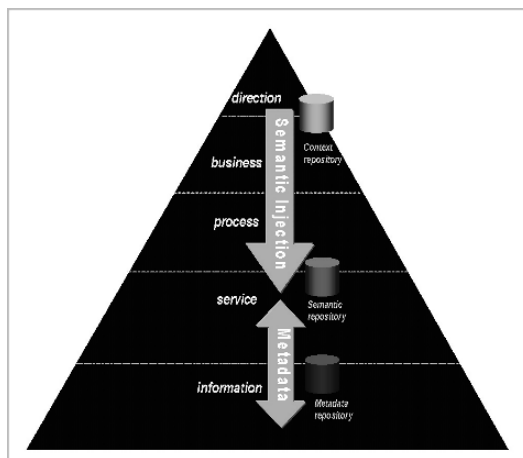 direction
Context
repository
business
Semantic Injection
process
service
Semantic
repository
Metadata
information
Metadata
repository